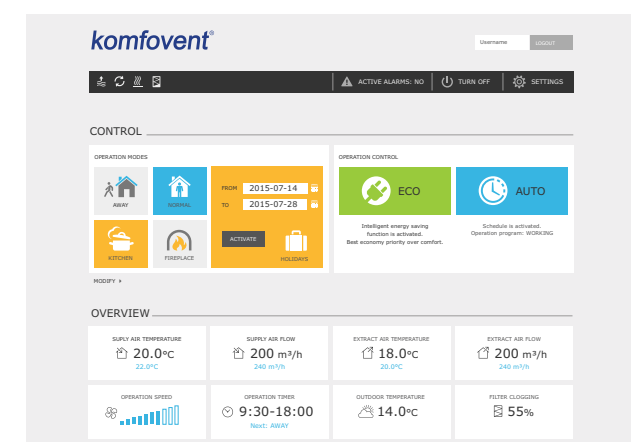 komfovent®
Username LOGOUT
ACTIVE ALARMS: NO TURN OFF SETTINGS
CONTROL
OPERATION MODES
AWAY
NORMAL
KITCHEN
FIREPLACE
FROM 2015-07-14
TO 2015-07-28
ACTIVATE
HOLIDAYS
OPERATION CONTROL
ECO
AUTO
Intelligent energy saving
function is activated.
Best economy priority over comfort.
Schedule is activated.
Operation program: WORKING
MODIFY
OVERVIEW
SUPLY AIR TEMPERATURE
20.0°C
22.0°C
SUPPLY AIR FLOW
200 m³/h
240 m³/h
EXTRACT AIR TEMPERATURE
18.0°C
20.0°C
EXTRACT AIR FLOW
200 m³/h
240 m³/h
OPERATION SPEED
OPERATION TIMER
9:30-18:00
Next: AWAY
OUTDOOR TEMPERATURE
14.0°C
FILTER CLOGGING
55%